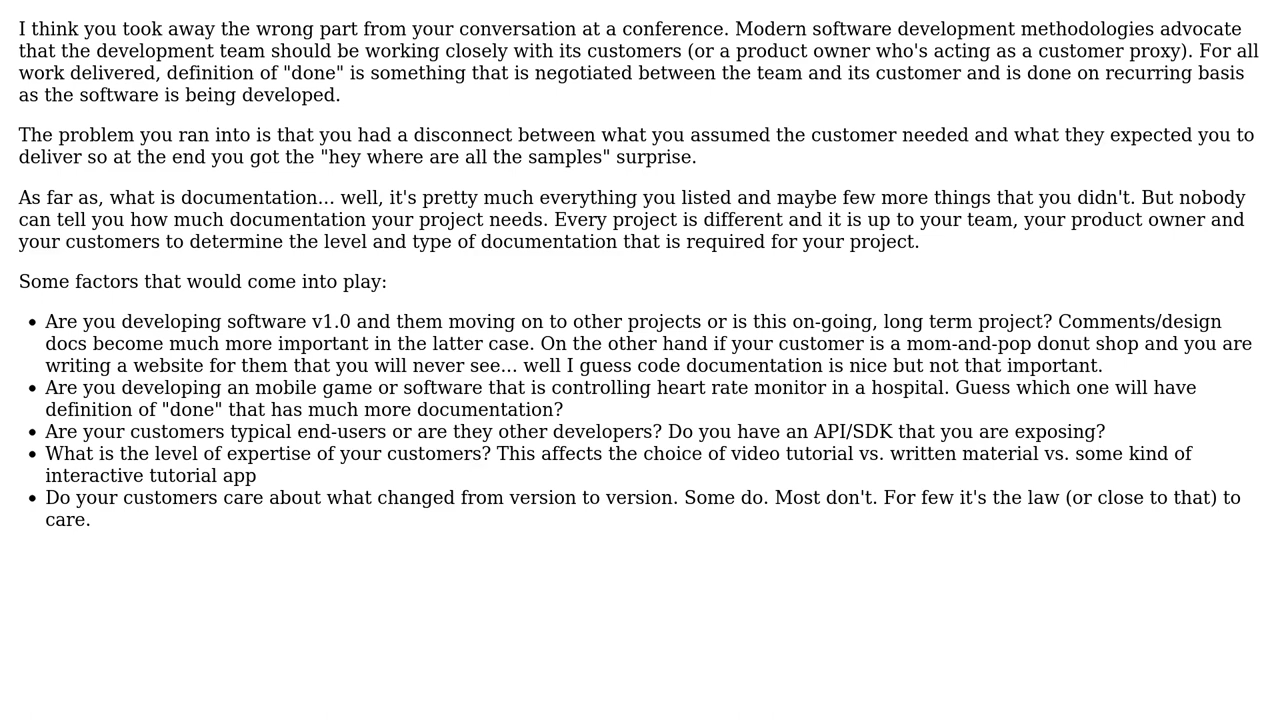 I think you took away the wrong part from your conversation at a conference. Modern software development methodologies advocate
that the development team should be working closely with its customers (or a product owner who's acting as a customer proxy). For all
work delivered, definition of "done" is something that is negotiated between the team and its customer and is done on recurring basis
as the software is being developed.
The problem you ran into is that you had a disconnect between what you assumed the customer needed and what they expected you to
deliver so at the end you got the "hey where are all the samples" surprise.
As far as, what is documentation... well, it's pretty much everything you listed and maybe few more things that you didn't. But nobody
can tell you how much documentation your project needs. Every project is different and it is up to your team, your product owner and
your customers to determine the level and type of documentation that is required for your project.
Some factors that would come into play:
• Are you developing software v1.0 and them moving on to other projects or is this on-going, long term project? Comments/design
docs become much more important in the latter case. On the other hand if your customer is a mom-and-pop donut shop and you are
writing a website for them that you will never see... well I guess code documentation is nice but not that important.
• Are you developing an mobile game or software that is controlling heart rate monitor in a hospital. Guess which one will have
definition of "done" that has much more documentation?
• Are your customers typical end-users or are they other developers? Do you have an API/SDK that you are exposing?
• What is the level of expertise of your customers? This affects the choice of video tutorial vs. written material vs. some kind of
interactive tutorial app
• Do your customers care about what changed from version to version. Some do. Most don't. For few it's the law (or close to that) to
care.